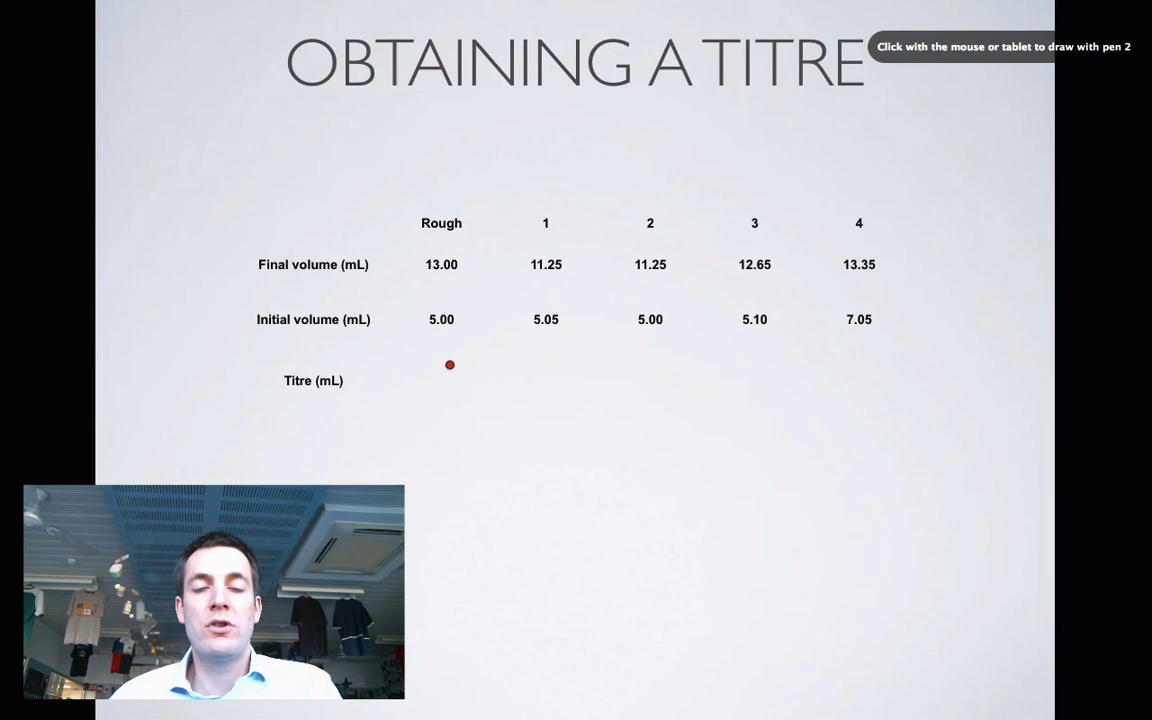 OBTAINING A TITRE
Click with the mouse or tablet to draw with pen 2
Rough 1 2 3 4
Final volume (mL) 13.00 11.25 11.25 12.65 13.35
Initial volume (mL) 5.00 5.05 5.00 5.10 7.05
Titre (mL)